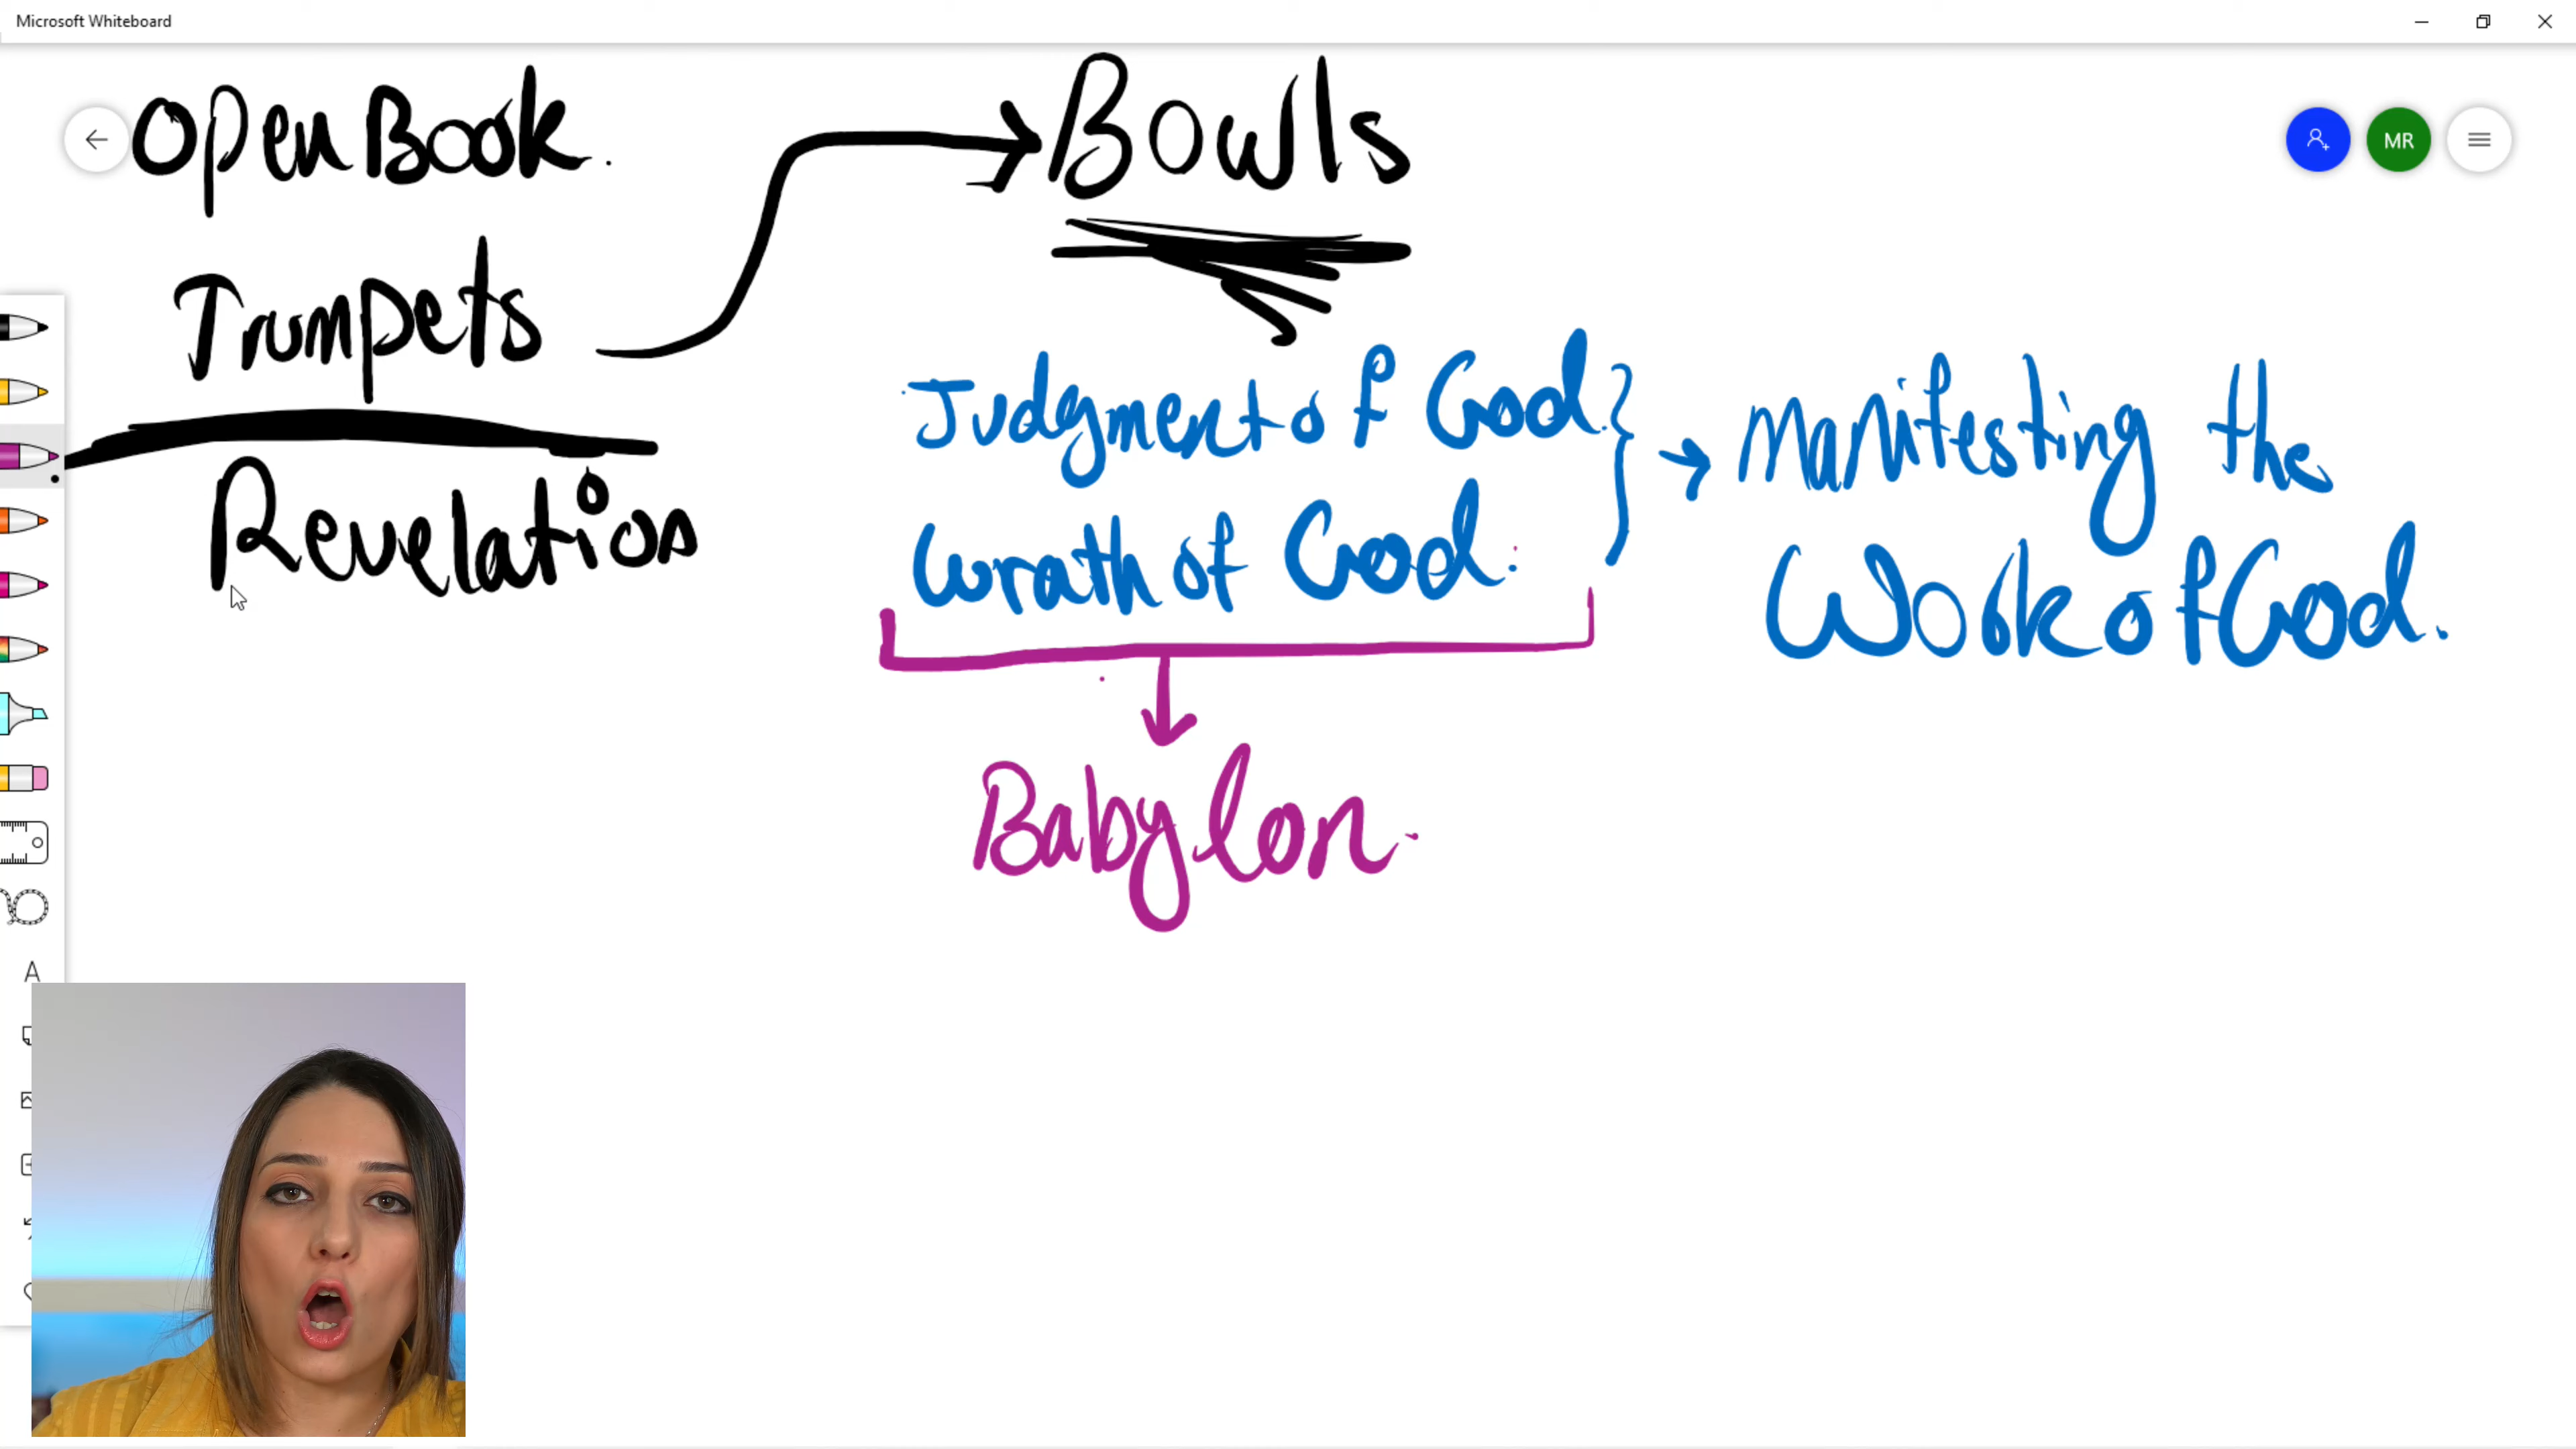 Microsoft Whiteboard
Open Book.
Trumpets
Revelation
Bowls
Judgment of God.
Wrath of God.
Manifesting the
Work of God.
Babylon.
MR
A